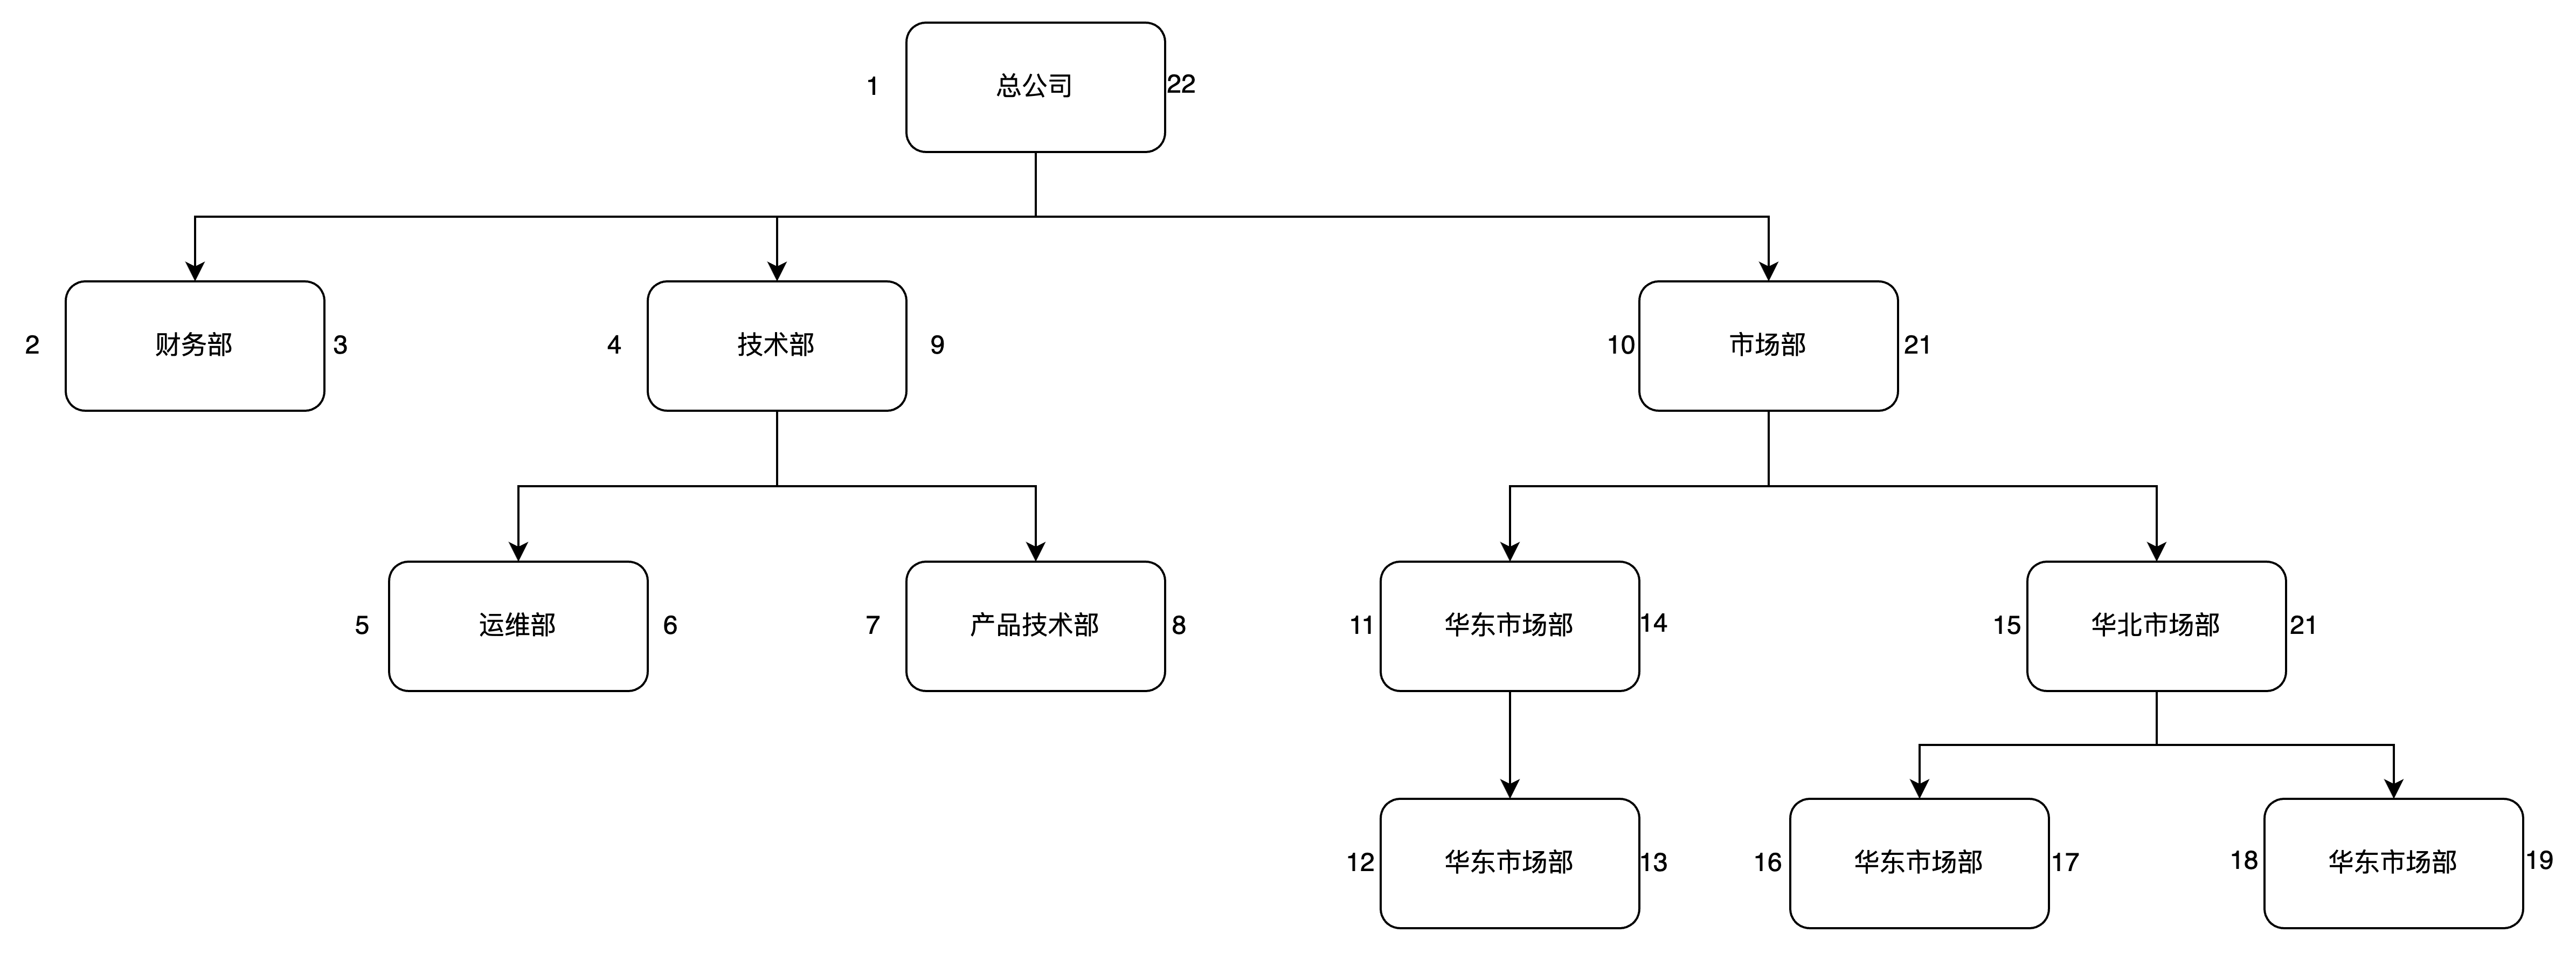 1 总公司 22
2 财务部 3 4 技术部 9 10 市场部 21
5 运维部 6 7 产品技术部 8 11 华东市场部 14 15 华北市场部 21
12 华东市场部 13 16 华东市场部 17 18 华东市场部 19